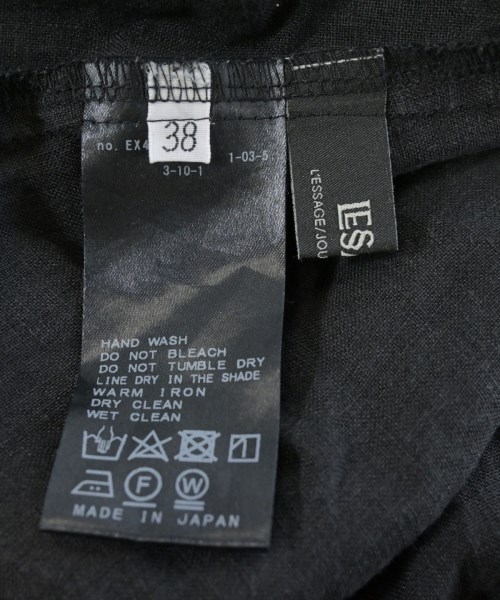 38
no. EX4
1-03-5
3-10-1
HAND WASH
DO NOT BLEACH
DO NOT TUMBLE DRY
LINE DRY IN THE SHADE
WARM IRON
DRY CLEAN
WET CLEAN
F W
MADE IN JAPAN
L'ESSAGE/JOU
LESS